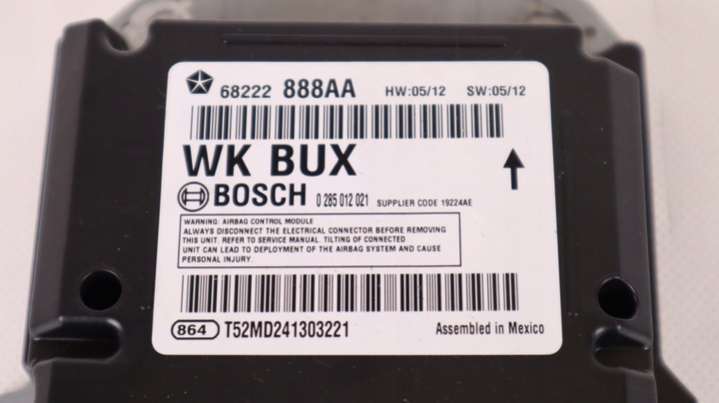 68222 888AA HW:05/12 SW:05/12
WK BUX
BOSCH 0 285 012 021 SUPPLIER CODE 19224AE
WARNING: AIRBAG CONTROL MODULE
ALWAYS DISCONNECT THE ELECTRICAL CONNECTOR BEFORE REMOVING
THIS UNIT. REFER TO SERVICE MANUAL. TILTING OF CONNECTED
UNIT CAN LEAD TO DEPLOYMENT OF THE AIRBAG SYSTEM AND CAUSE
PERSONAL INJURY.
864 T52MD241303221 Assembled in Mexico